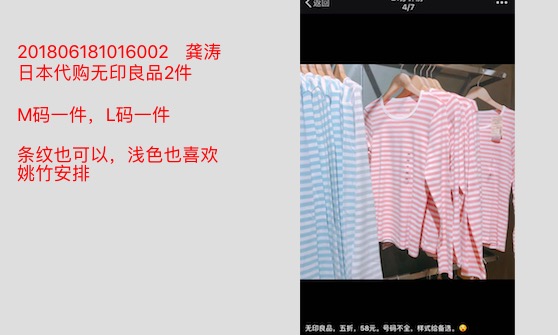 201806181016002 龚涛
日本代购无印良品2件
M码一件，L码一件
条纹也可以，浅色也喜欢
姚竹安排
返回
4/7
无印良品，五折，58元，号码不全，样式给备选。😮